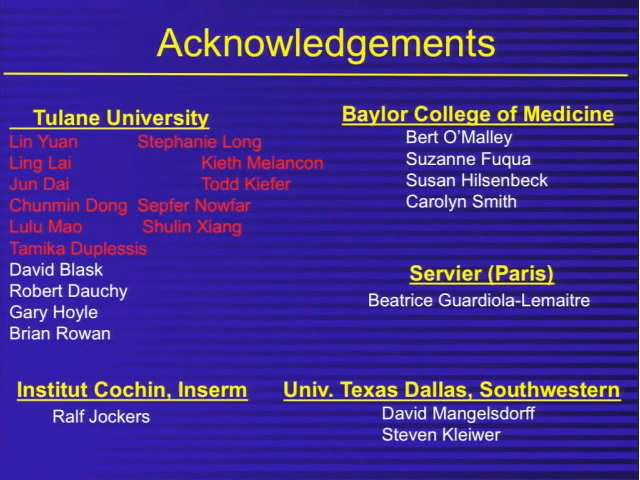 Acknowledgements
Tulane University
Lin Yuan Stephanie Long
Ling Lai Kieth Melancon
Jun Dai Todd Kiefer
Chunmin Dong Sepfer Nowfar
Lulu Mao Shulin Xiang
Tamika Duplessis
David Blask
Robert Dauchy
Gary Hoyle
Brian Rowan
Baylor College of Medicine
Bert O’Malley
Suzanne Fuqua
Susan Hilsenbeck
Carolyn Smith
Servier (Paris)
Beatrice Guardiola-Lemaitre
Institut Cochin, Inserm
Ralf Jockers
Univ. Texas Dallas, Southwestern
David Mangelsdorff
Steven Kleiwer